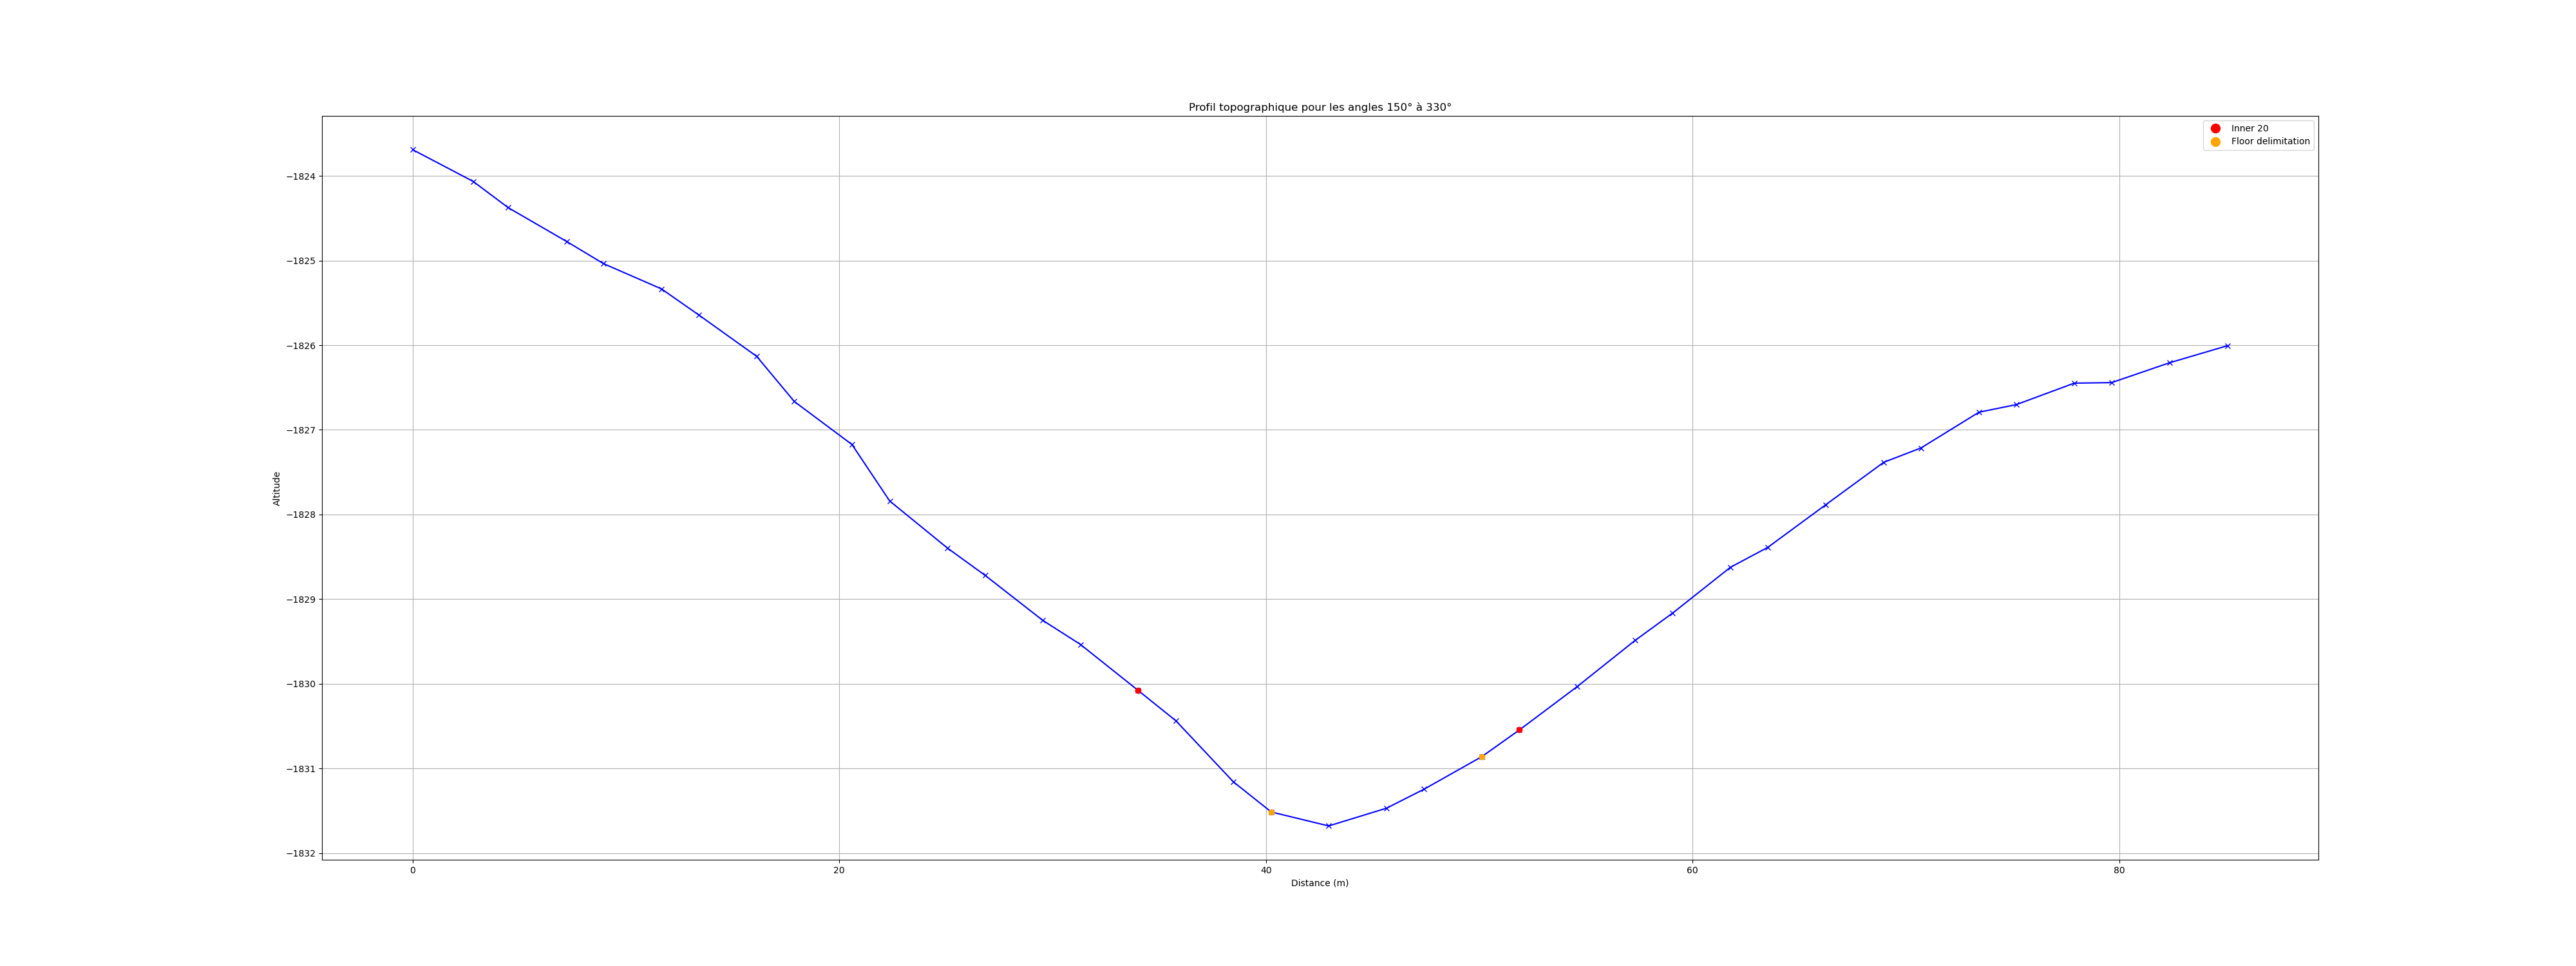 Profil topographique pour les angles 150° à 330°
Inner 20
Floor delimitation
−1824
−1825
−1826
−1827
−1828
−1829
−1830
−1831
−1832
Altitude
0 20 40 60 80
Distance (m)